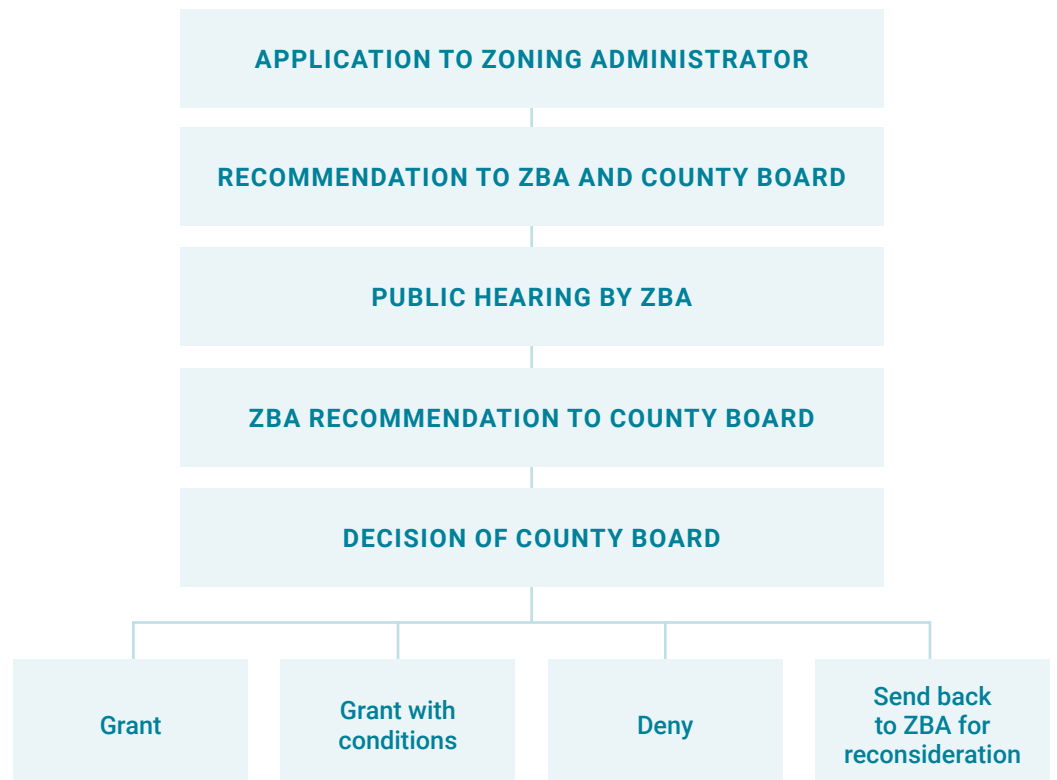 APPLICATION TO ZONING ADMINISTRATOR
RECOMMENDATION TO ZBA AND COUNTY BOARD
PUBLIC HEARING BY ZBA
ZBA RECOMMENDATION TO COUNTY BOARD
DECISION OF COUNTY BOARD
Grant
Grant with
conditions
Deny
Send back
to ZBA for
reconsideration